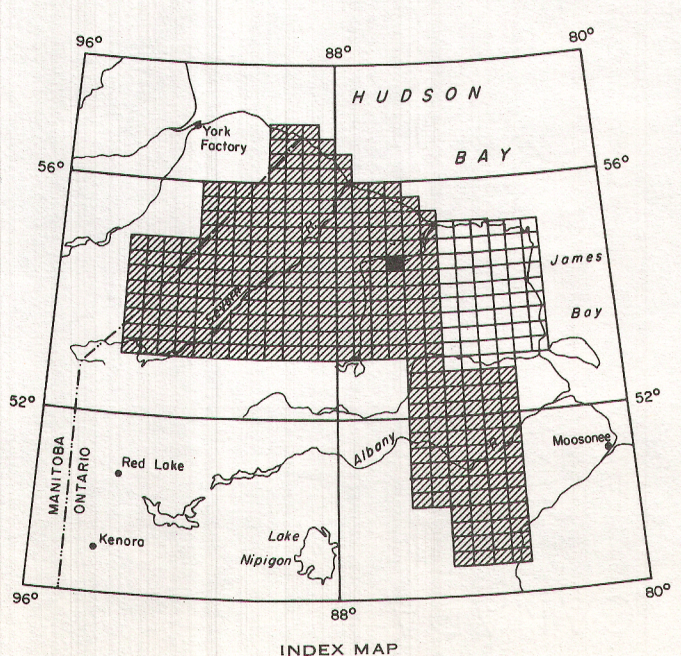 96°
88°
80°
HUDSON
BAY
York
Factory
56°
56°
James
Bay
Severn
R.
52°
52°
MANITOBA
ONTARIO
Red Lake
Kenora
Albany
R.
Moosonee
Lake
Nipigon
96°
88°
80°
INDEX MAP